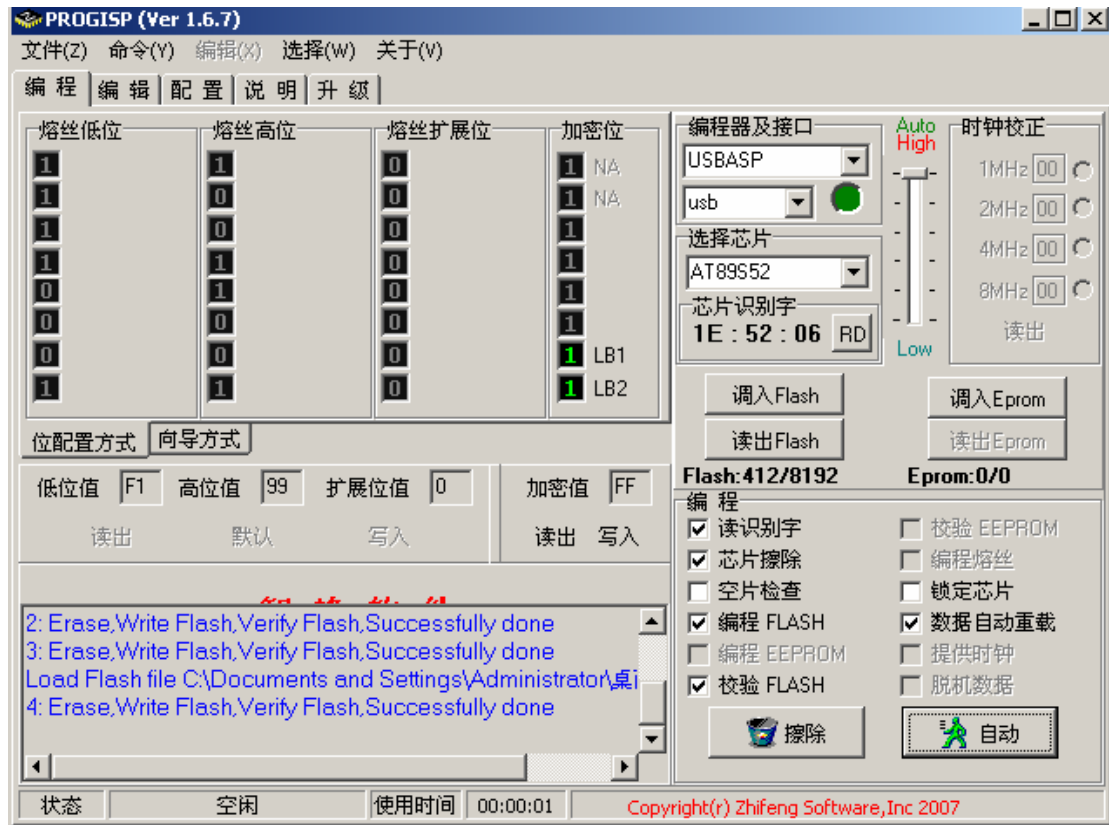 PROGISP (Ver 1.6.7)
文件(Z) 命令(Y) 编辑(X) 选择(W) 关于(V)
编 程 编 辑 配 置 说 明 升 级
熔丝低位 熔丝高位 熔丝扩展位 加密位
1 1 0 1 NA
1 0 0 1 NA
1 0 0 1
1 1 0 1
0 1 0 1
0 0 0 1
0 0 0 1 LB1
1 1 0 1 LB2
位配置方式 向导方式
低位值 F1 高位值 99 扩展位值 0 加密值 FF
读出 默认 写入 读出 写入
2: Erase,Write Flash,Verify Flash,Successfully done
3: Erase,Write Flash,Verify Flash,Successfully done
Load Flash file C:\Documents and Settings\Administrator\桌
4: Erase,Write Flash,Verify Flash,Successfully done
编程器及接口
USBASP
usb
选择芯片
AT89S52
芯片识别字
1E : 52 : 06 RD
Auto
High
Low
时钟校正
1MHz 00
2MHz 00
4MHz 00
8MHz 00
读出
调入Flash 调入Eprom
读出Flash 读出Eprom
Flash:412/8192 Eprom:0/0
编 程
读识别字 校验 EEPROM
芯片擦除 编程熔丝
空片检查 锁定芯片
编程 FLASH 数据自动重载
编程 EEPROM 提供时钟
校验 FLASH 脱机数据
擦除 自动
状态 空闲 使用时间 00:00:01 Copyright(r) Zhifeng Software,Inc 2007